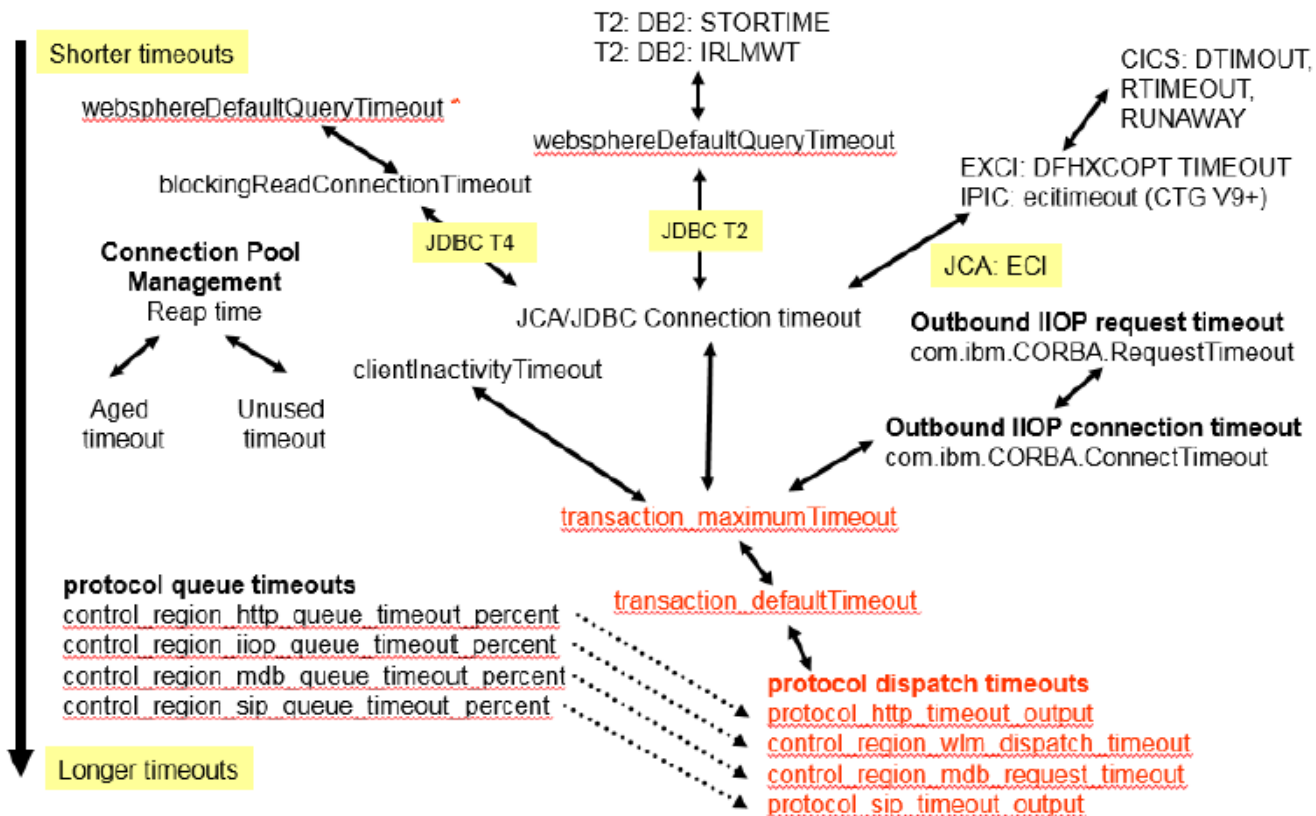 Shorter timeouts
T2: DB2: STORTIME
T2: DB2: IRLMWT
CICS: DTIMOUT,
RTIMEOUT,
RUNAWAY
websphereDefaultQueryTimeout *
websphereDefaultQueryTimeout
blockingReadConnectionTimeout
EXCI: DFHXCOPT TIMEOUT
IPIC: ecitimeout (CTG V9+)
JDBC T4
JDBC T2
JCA: ECI
Connection Pool
Management
Reap time
JCA/JDBC Connection timeout
Outbound IIOP request timeout
com.ibm.CORBA.RequestTimeout
clientInactivityTimeout
Aged
timeout
Unused
timeout
Outbound IIOP connection timeout
com.ibm.CORBA.ConnectTimeout
transaction_maximumTimeout
transaction_defaultTimeout
protocol queue timeouts
control_region_http_queue_timeout_percent
control_region_iiop_queue_timeout_percent
control_region_mdb_queue_timeout_percent
control_region_sip_queue_timeout_percent
protocol dispatch timeouts
protocol_http_timeout_output
control_region_wlm_dispatch_timeout
control_region_mdb_request_timeout
protocol_sip_timeout_output
Longer timeouts